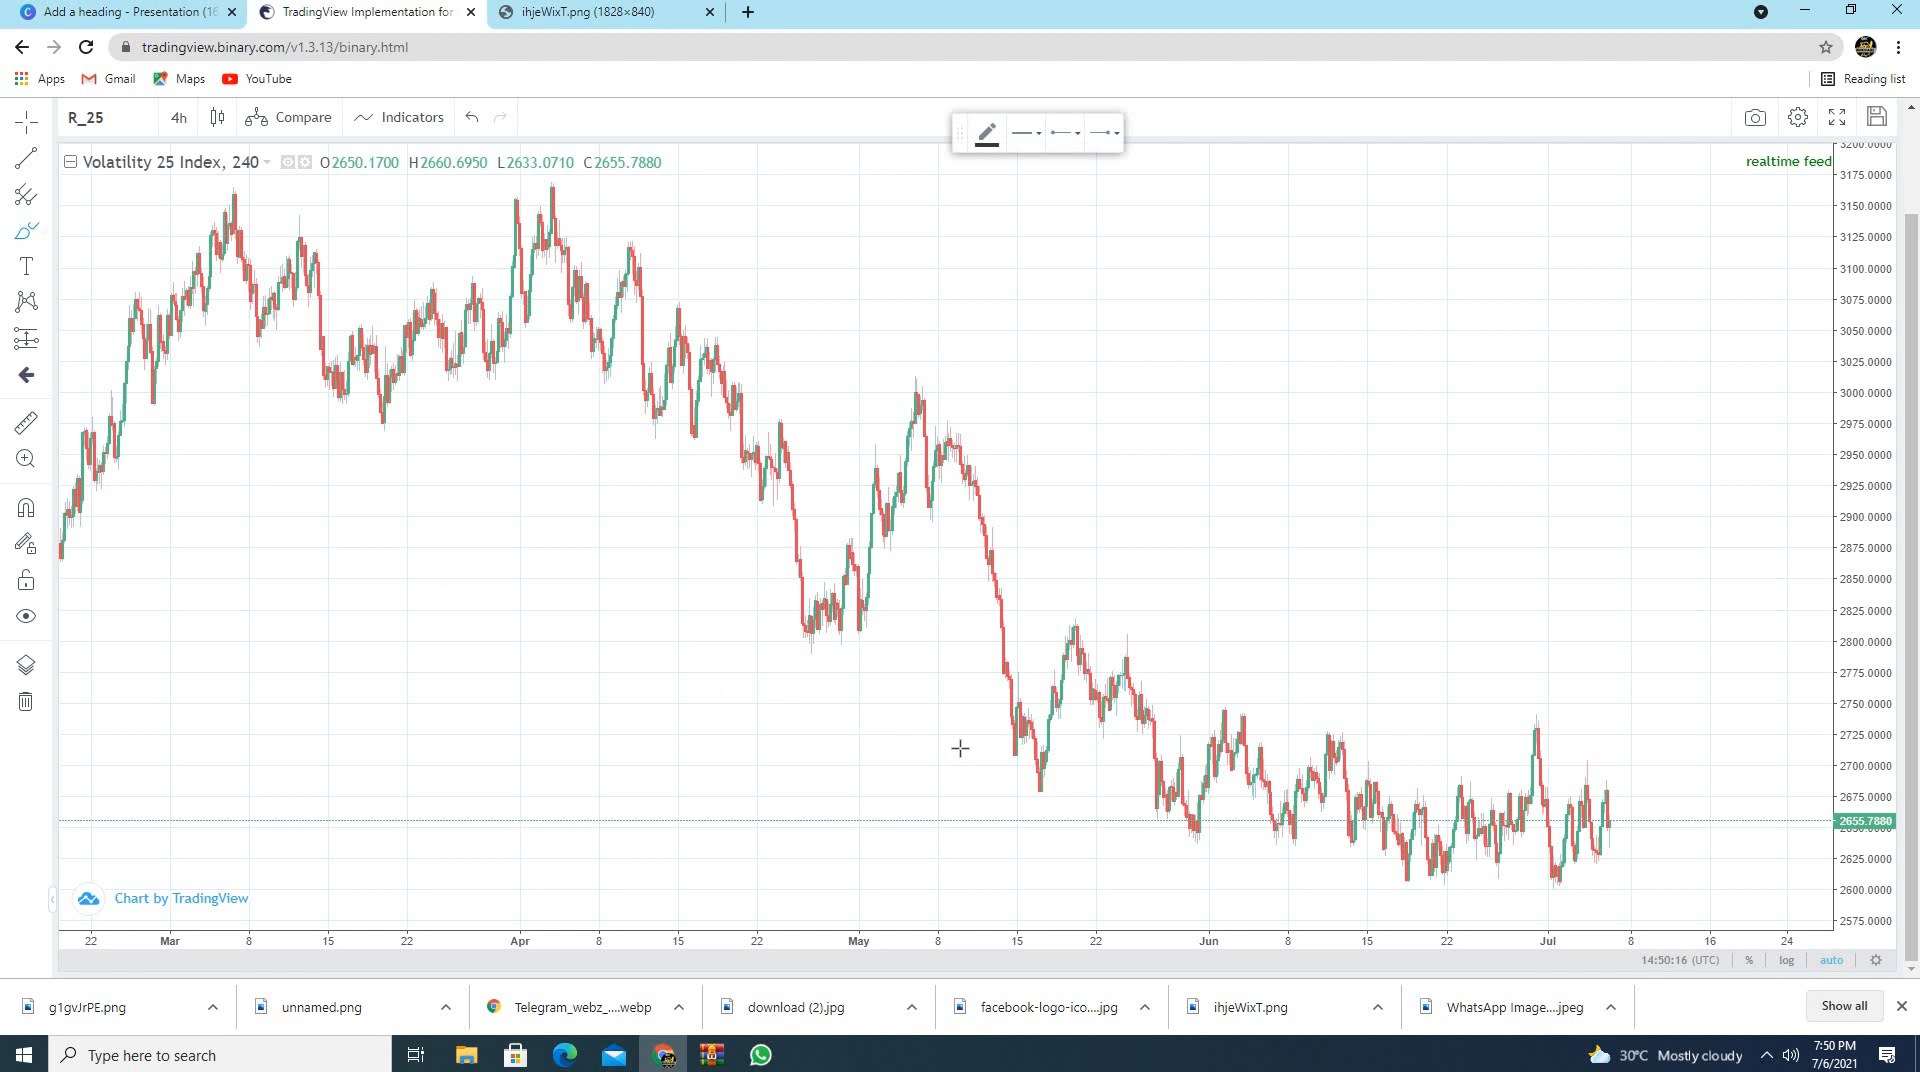 Add a heading - Presentation (16
TradingView Implementation for
ihjeWixT.png (1828×840)
tradingview.binary.com/v1.3.13/binary.html
Apps
Gmail
Maps
YouTube
Reading list
R_25
4h
Compare
Indicators
Volatility 25 Index, 240
O2650.1700 H2660.6950 L2633.0710 C2655.7880
realtime feed
3200.0000
3175.0000
3150.0000
3125.0000
3100.0000
3075.0000
3050.0000
3025.0000
3000.0000
2975.0000
2950.0000
2925.0000
2900.0000
2875.0000
2850.0000
2825.0000
2800.0000
2775.0000
2750.0000
2725.0000
2700.0000
2675.0000
2655.7880
2650.0000
2625.0000
2600.0000
2575.0000
Chart by TradingView
22 Mar 8 15 22 Apr 8 15 22 May 8 15 22 Jun 8 15 22 Jul 8 16 24
14:50:16 (UTC) % log auto
g1gvJrPE.png
unnamed.png
Telegram_webz_....webp
download (2).jpg
facebook-logo-ico....jpg
ihjeWixT.png
WhatsApp Image....jpeg
Show all
Type here to search
30°C Mostly cloudy
7:50 PM
7/6/2021